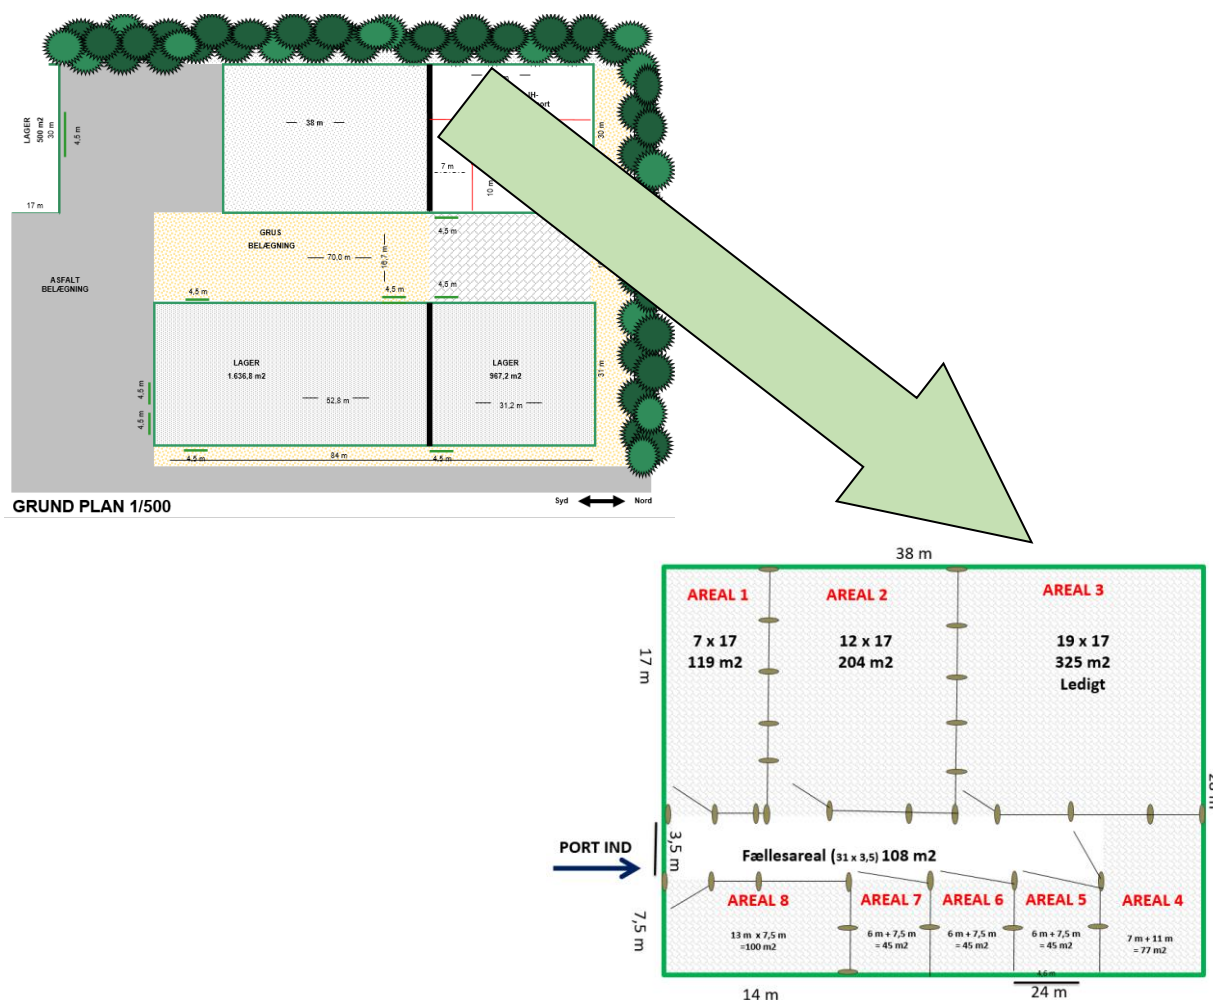 LAGER
500 m2
30 m
4,5 m
17 m
38 m
7 m
10 m
30 m
GRUS
BELÆGNING
70,0 m
4,5 m
4,5 m
4,5 m
4,5 m
ASFALT
BELÆGNING
LAGER
1.636,8 m2
52,8 m
LAGER
967,2 m2
31,2 m
31 m
4,5 m
4,5 m
4,5 m
84 m
4,5 m
GRUND PLAN 1/500
Syd
Nord
38 m
AREAL 1
7 x 17
119 m2
AREAL 2
12 x 17
204 m2
AREAL 3
19 x 17
325 m2
Ledigt
17 m
PORT IND
3,5 m
Fællesareal (31 x 3,5) 108 m2
7,5 m
AREAL 8
13 m x 7,5 m
=100 m2
AREAL 7
6 m + 7,5 m
= 45 m2
AREAL 6
6 m + 7,5 m
= 45 m2
AREAL 5
6 m + 7,5 m
= 45 m2
AREAL 4
7 m + 11 m
= 77 m2
4,6 m
14 m
24 m